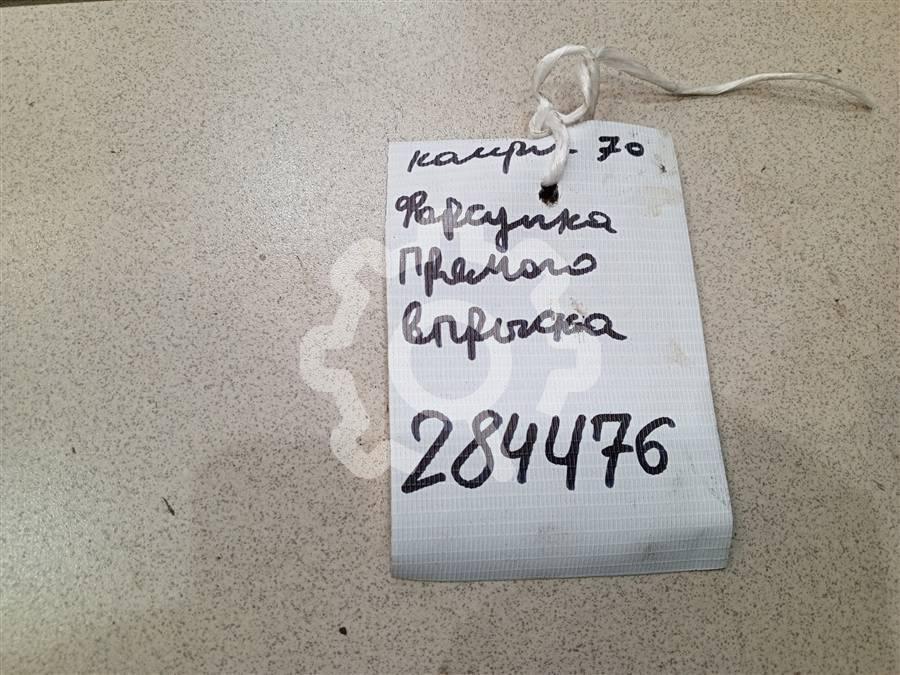 камри 70
Форсунка
Прямого
впрыска
284476